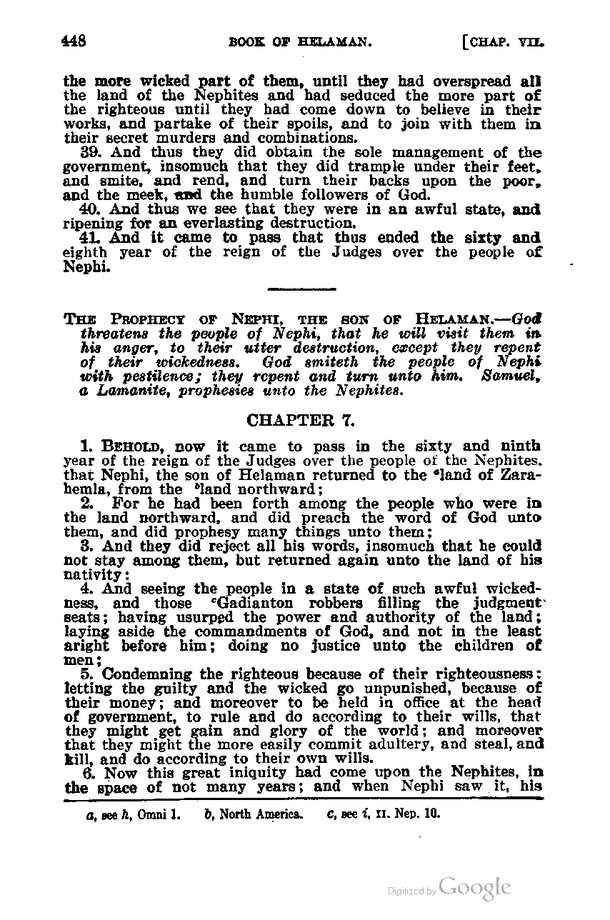 448 BOOK OF HELAMAN. [CHAP. VII.
the more wicked part of them, until they had overspread all
the land of the Nephites and had seduced the more part of
the righteous until they had come down to believe in their
works, and partake of their spoils, and to join with them in
their secret murders and combinations.
39. And thus they did obtain the sole management of the
government, insomuch that they did trample under their feet,
and smite, and rend, and turn their backs upon the poor,
and the meek, and the humble followers of God.
40. And thus we see that they were in an awful state, and
ripening for an everlasting destruction.
41. And it came to pass that thus ended the sixty and
eighth year of the reign of the Judges over the people of
Nephi.
THE PROPHECY OF NEPHI, THE SON OF HELAMAN.—God
threatens the people of Nephi, that he will visit them in
his anger, to their utter destruction, except they repent
of their wickedness. God smiteth the people of Nephi
with pestilence; they repent and turn unto him. Samuel,
a Lamanite, prophesies unto the Nephites.
CHAPTER 7.
1. BEHOLD, now it came to pass in the sixty and ninth
year of the reign of the Judges over the people of the Nephites.
that Nephi, the son of Helaman returned to the ᵃland of Zara-
hemla, from the ᵇland northward;
2. For he had been forth among the people who were in
the land northward, and did preach the word of God unto
them, and did prophesy many things unto them;
3. And they did reject all his words, insomuch that he could
not stay among them, but returned again unto the land of his
nativity:
4. And seeing the people in a state of such awful wicked-
ness, and those ᶜGadianton robbers filling the judgment
seats; having usurped the power and authority of the land;
laying aside the commandments of God, and not in the least
aright before him; doing no justice unto the children of
men;
5. Condemning the righteous because of their righteousness:
letting the guilty and the wicked go unpunished, because of
their money; and moreover to be held in office at the head
of government, to rule and do according to their wills, that
they might get gain and glory of the world; and moreover
that they might the more easily commit adultery, and steal, and
kill, and do according to their own wills.
6. Now this great iniquity had come upon the Nephites, in
the space of not many years; and when Nephi saw it, his
a, see h, Omni 1. b, North America. c, see i, II. Nep. 10.
Digitized by Google